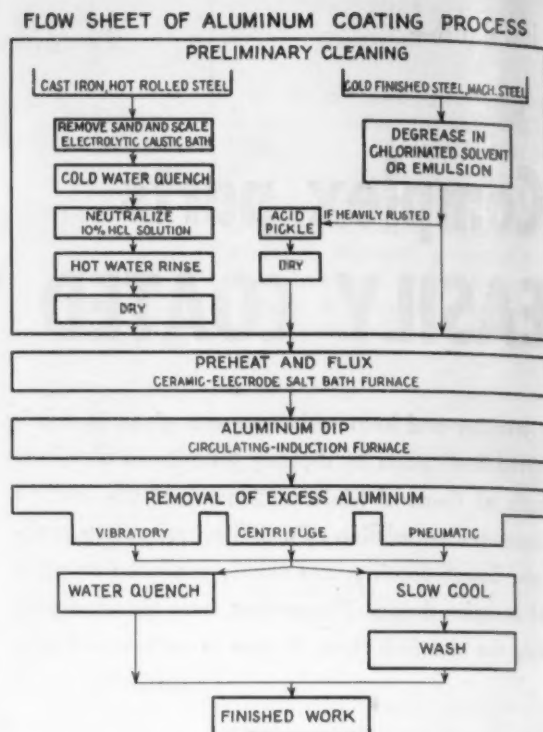 FLOW SHEET OF ALUMINUM COATING PROCESS
PRELIMINARY CLEANING
CAST IRON, HOT ROLLED STEEL
COLD FINISHED STEEL, MACH. STEEL
REMOVE SAND AND SCALE
ELECTROLYTIC CAUSTIC BATH
DEGREASE IN
CHLORINATED SOLVENT
OR EMULSION
COLD WATER QUENCH
NEUTRALIZE
10% HCL SOLUTION
ACID
PICKLE
IF HEAVILY RUSTED
HOT WATER RINSE
DRY
DRY
PREHEAT AND FLUX
CERAMIC-ELECTRODE SALT BATH FURNACE
ALUMINUM DIP
CIRCULATING-INDUCTION FURNACE
REMOVAL OF EXCESS ALUMINUM
VIBRATORY
CENTRIFUGE
PNEUMATIC
WATER QUENCH
SLOW COOL
WASH
FINISHED WORK